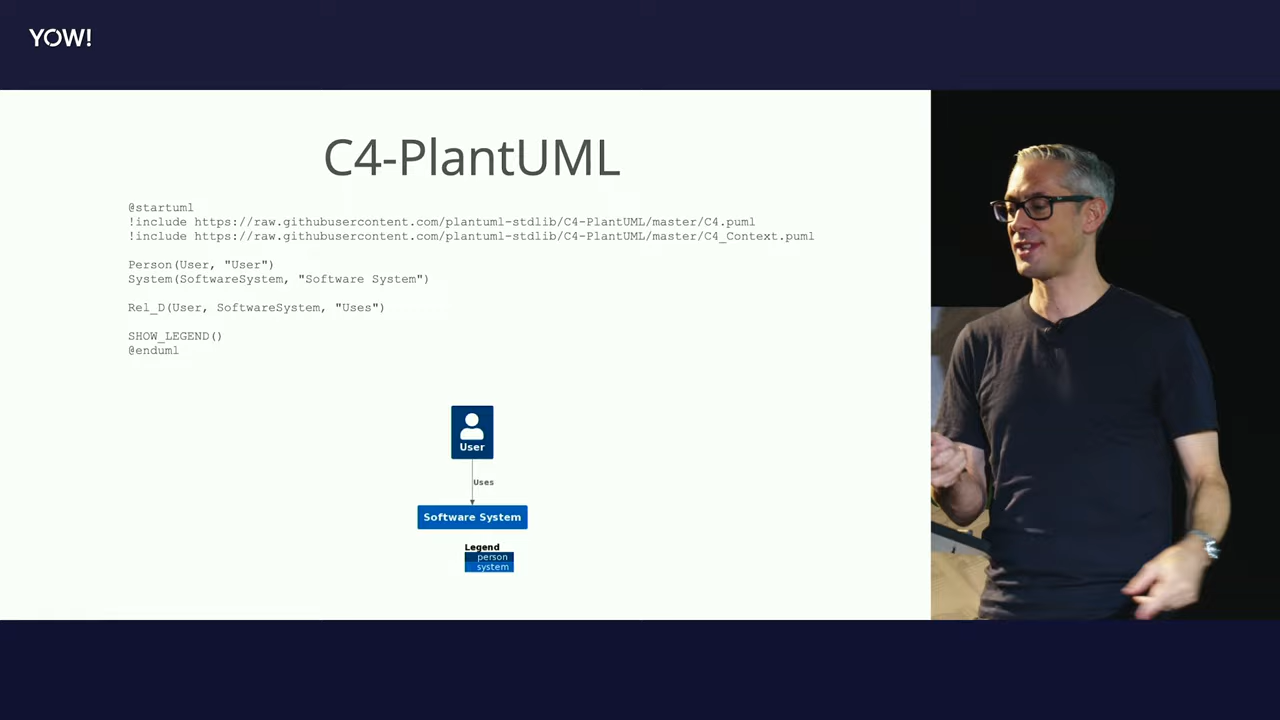 YOW!
C4-PlantUML
@startuml
!include https://raw.githubusercontent.com/plantuml-stdlib/C4-PlantUML/master/C4.puml
!include https://raw.githubusercontent.com/plantuml-stdlib/C4-PlantUML/master/C4_Context.puml
Person(User, "User")
System(SoftwareSystem, "Software System")
Rel_D(User, SoftwareSystem, "Uses")
SHOW_LEGEND()
@enduml
User
Uses
Software System
Legend
person
system